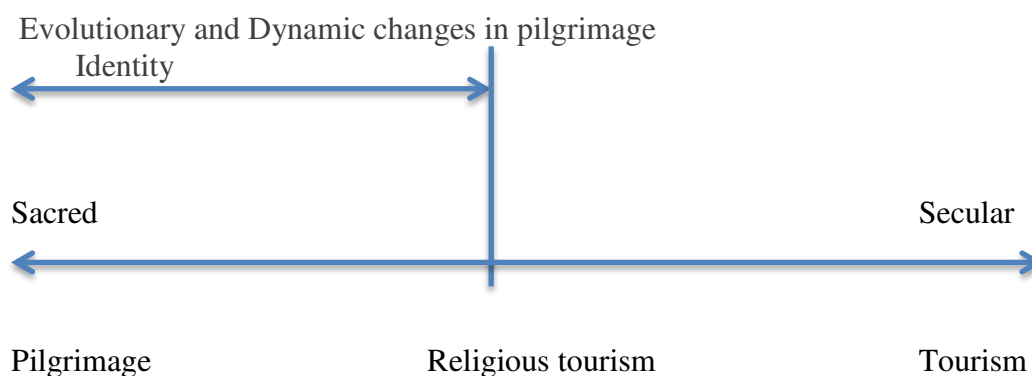 Evolutionary and Dynamic changes in pilgrimage
Identity
Sacred Secular
Pilgrimage Religious tourism Tourism